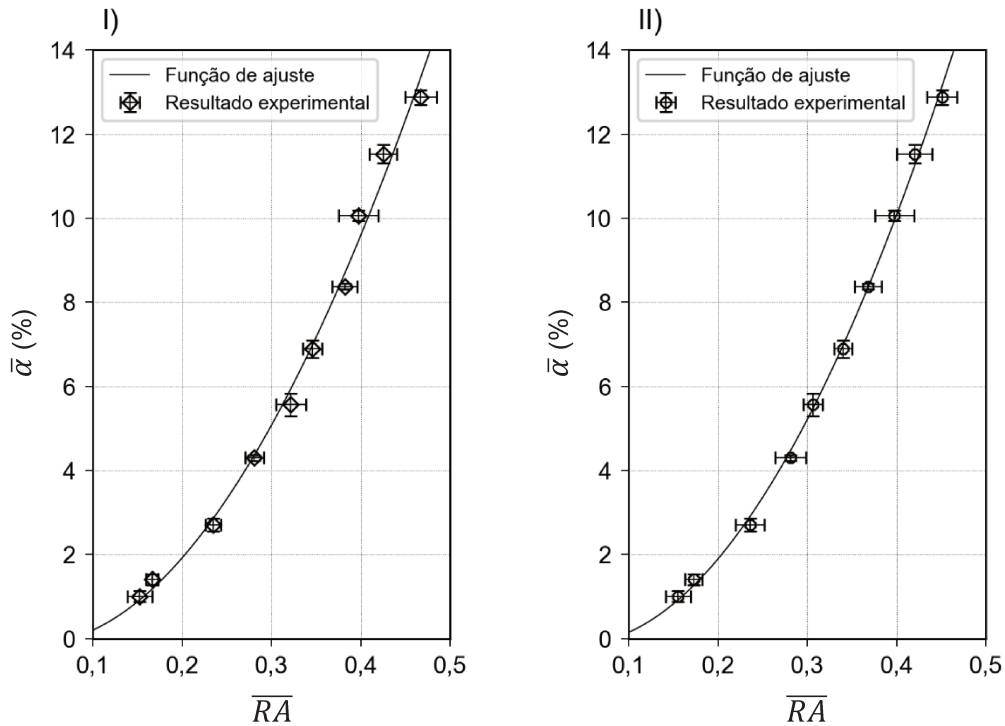 I)
14
12
10
8
6
4
2
0
0,1 0,2 0,3 0,4 0,5
ᾱ (%)
R̅A̅
Função de ajuste
Resultado experimental
II)
14
12
10
8
6
4
2
0
0,1 0,2 0,3 0,4 0,5
ᾱ (%)
R̅A̅
Função de ajuste
Resultado experimental